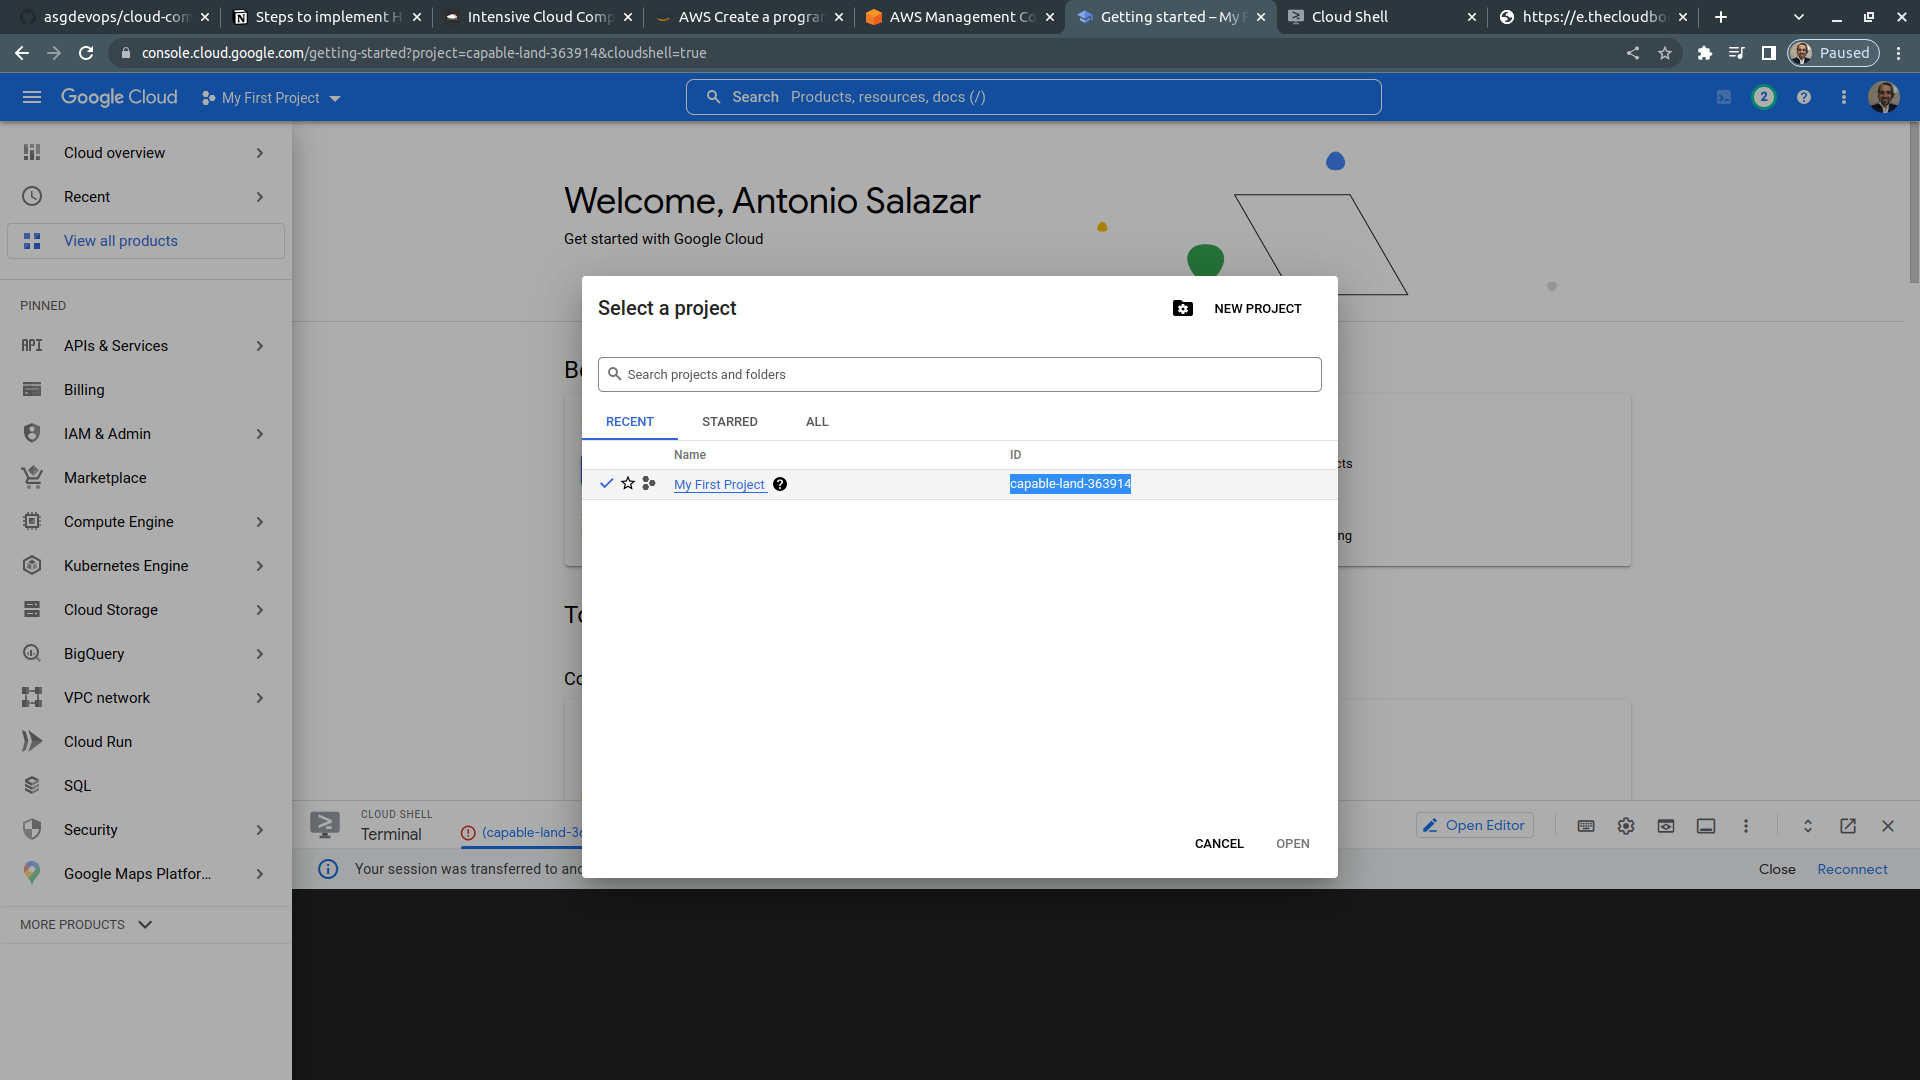 asgdevops/cloud-com
Steps to implement H
Intensive Cloud Comp
AWS Create a program
AWS Management Co
Getting started – My F
Cloud Shell
https://e.thecloudbo
console.cloud.google.com/getting-started?project=capable-land-363914&cloudshell=true
Paused
Google Cloud
My First Project
Search Products, resources, docs (/)
2
Cloud overview
Recent
View all products
PINNED
API APIs & Services
Billing
IAM & Admin
Marketplace
Compute Engine
Kubernetes Engine
Cloud Storage
BigQuery
VPC network
Cloud Run
SQL
Security
Google Maps Platfor...
MORE PRODUCTS
Welcome, Antonio Salazar
Get started with Google Cloud
Select a project
NEW PROJECT
Search projects and folders
RECENT STARRED ALL
Name ID
My First Project capable-land-363914
CANCEL OPEN
CLOUD SHELL
Terminal
(capable-land-36
Open Editor
Your session was transferred to ano
Close Reconnect